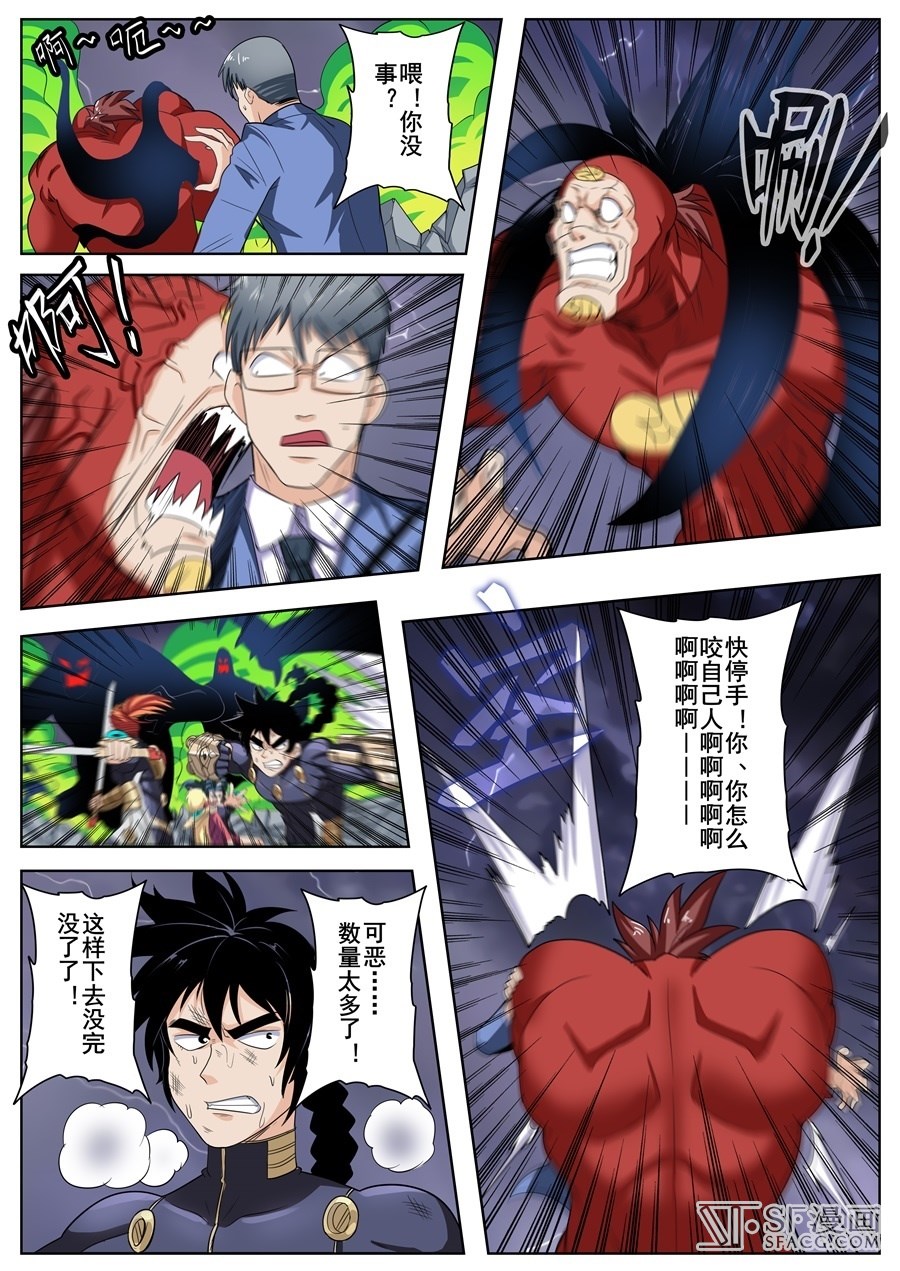 啊～呃～～
喂！你没
事？
唰！！
啊！
快停手！你、你怎么
咬自己人啊啊啊啊
啊啊啊啊————
可恶……
数量太多了！
这样下去没完
没了了！
SF漫画
SFACG.COM